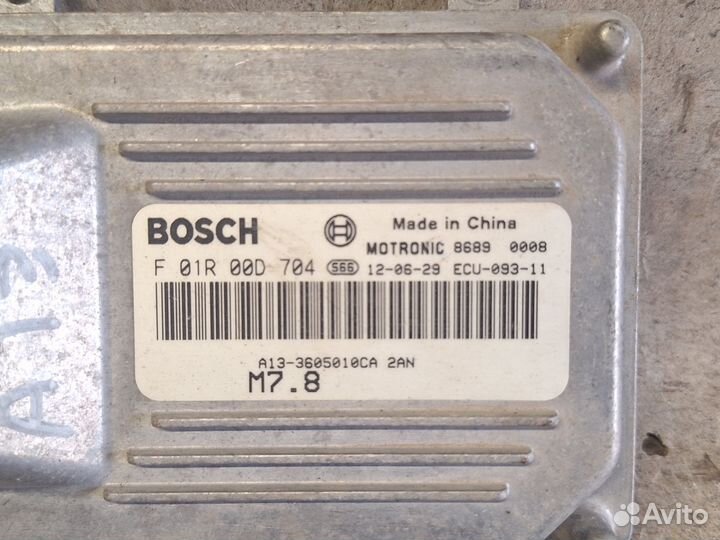 BOSCH
Made in China
MOTRONIC 8689 0008
F 01R 00D 704 S66 12-06-29 ECU-093-11
A13-3605010CA 2AN
M7.8
A13
Avito